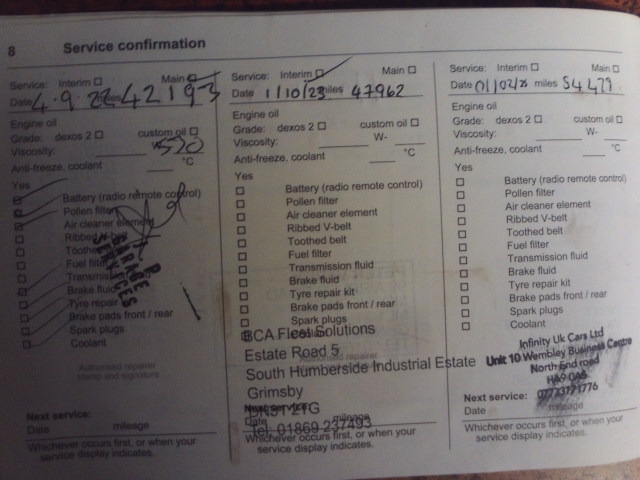 8 Service confirmation
Service: Interim Main
Date 4.9.22 miles 42193
Engine oil
Grade: dexos 2 custom oil
Viscosity: W-
Anti-freeze, coolant °C
Yes
Battery (radio remote control)
Pollen filter
Air cleaner element
Ribbed V-belt
Toothed
Fuel filter
Transmission
Brake fluid
Tyre repair
Brake pads front / rear
Spark plugs
Coolant
GARAGE
SERVICES
Authorised repairer
stamp and signature
Next service:
Date mileage
Whichever occurs first, or when your
service display indicates.
Service: Interim Main
Date 1/10/23 miles 47962
Engine oil
Grade: dexos 2 custom oil
Viscosity: W-
Anti-freeze, coolant °C
Yes
Battery (radio remote control)
Pollen filter
Air cleaner element
Ribbed V-belt
Toothed belt
Fuel filter
Transmission fluid
Brake fluid
Tyre repair kit
Brake pads front / rear
Spark plugs
BCA Fleet Solutions
Estate Road 5
South Humberside Industrial Estate
Grimsby
DN31 2TG
Tel: 01869 237493
Next service:
mileage
Whichever occurs first, or when your
service display indicates.
Service: Interim Main
Date 01/02/25 miles 54479
Engine oil
Grade: dexos 2 custom oil
Viscosity: W-
Anti-freeze, coolant °C
Yes
Battery (radio remote control)
Pollen filter
Air cleaner element
Ribbed V-belt
Toothed belt
Fuel filter
Transmission fluid
Brake fluid
Tyre repair kit
Brake pads front / rear
Spark plugs
Coolant
Infinity Uk Cars Ltd
Unit 10 Wembley Business Centre
North End road
HA9 0AS
Next service:
Date mileage
Whichever occurs first, or when your
service display indicates.